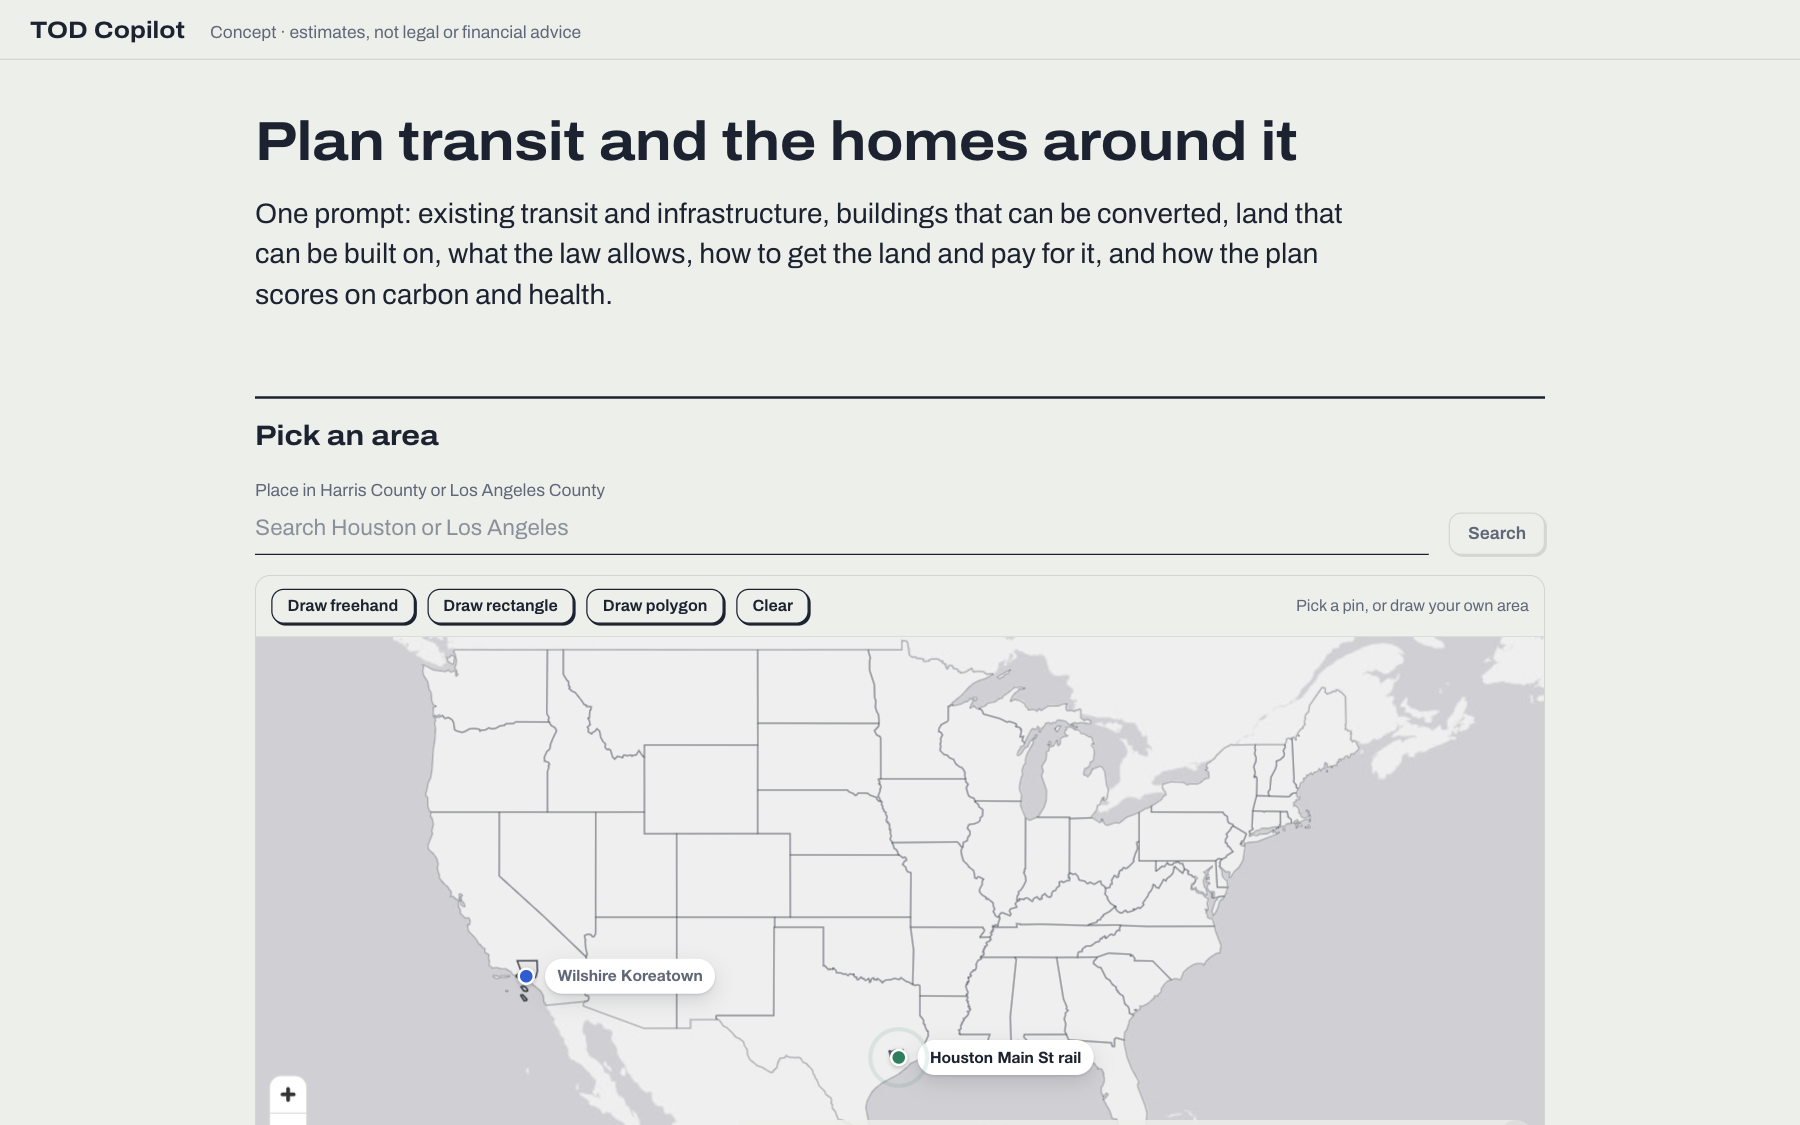 TOD Copilot
Concept · estimates, not legal or financial advice
Plan transit and the homes around it
One prompt: existing transit and infrastructure, buildings that can be converted, land that
can be built on, what the law allows, how to get the land and pay for it, and how the plan
scores on carbon and health.
Pick an area
Place in Harris County or Los Angeles County
Search Houston or Los Angeles
Search
Draw freehand
Draw rectangle
Draw polygon
Clear
Pick a pin, or draw your own area
Wilshire Koreatown
Houston Main St rail
+